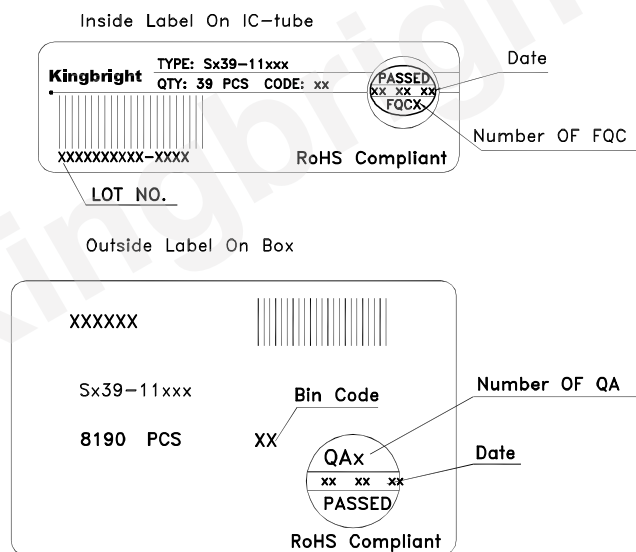 Inside Label On IC-tube
Kingbright
TYPE: Sx39-11xxx
QTY: 39 PCS CODE: xx
PASSED
xx xx xx
FQCX
Date
Number OF FQC
XXXXXXXXXX-XXXX
RoHS Compliant
LOT NO.
Outside Label On Box
XXXXXX
Sx39-11xxx
Bin Code
Number OF QA
8190 PCS
XX
QAx
Date
xx xx xx
PASSED
RoHS Compliant
Kingbright